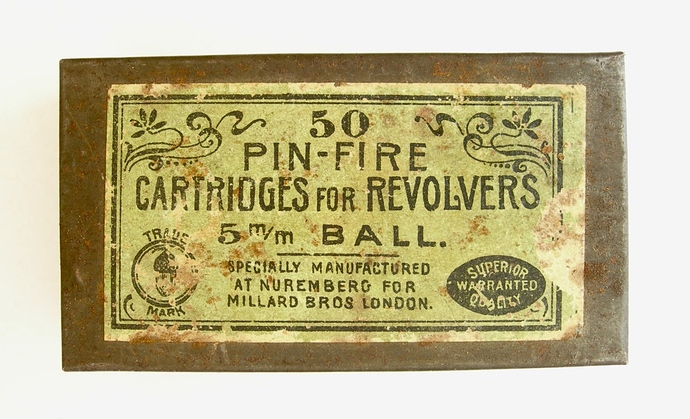 50
PIN-FIRE
CARTRIDGES FOR REVOLVERS
5 m/m BALL.
SPECIALLY MANUFACTURED
AT NUREMBERG FOR
MILLARD BROS LONDON.
TRADE
MARK
SUPERIOR
WARRANTED
QUALITY